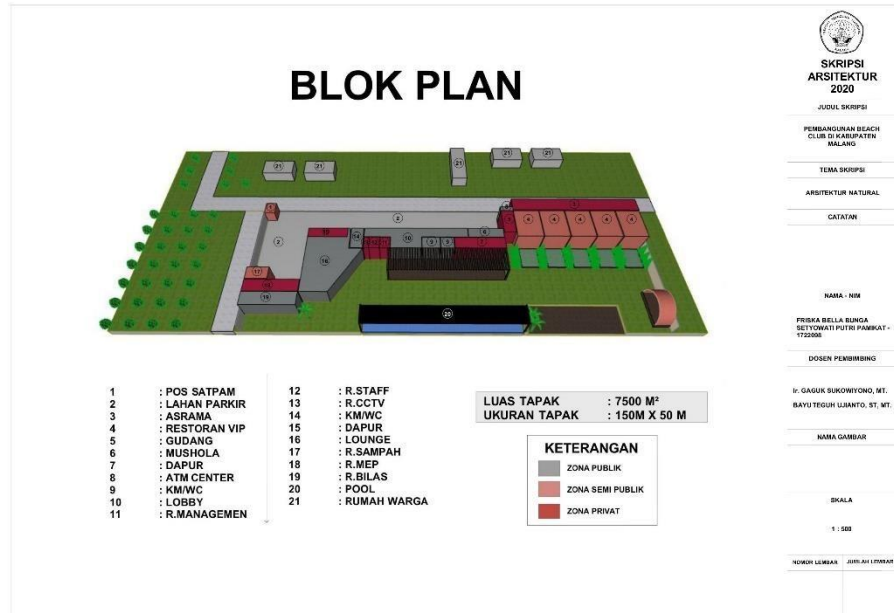 BLOK PLAN
1 : POS SATPAM
2 : LAHAN PARKIR
3 : ASRAMA
4 : RESTORAN VIP
5 : GUDANG
6 : MUSHOLA
7 : DAPUR
8 : ATM CENTER
9 : KM/WC
10 : LOBBY
11 : R.MANAGEMEN
12 : R.STAFF
13 : R.CCTV
14 : KM/WC
15 : DAPUR
16 : LOUNGE
17 : R.SAMPAH
18 : R.MEP
19 : R.BILAS
20 : POOL
21 : RUMAH WARGA
LUAS TAPAK : 7500 M²
UKURAN TAPAK : 150M X 50 M
KETERANGAN
ZONA PUBLIK
ZONA SEMI PUBLIK
ZONA PRIVAT
SKRIPSI
ARSITEKTUR
2020
JUDUL SKRIPSI
PEMBANGUNAN BEACH
CLUB DI KABUPATEN
MALANG
TEMA SKRIPSI
ARSITEKTUR NATURAL
CATATAN
NAMA - NIM
FRISKA BELLA BUNGA
SETYOWATI PUTRI PAMIKAT -
1722098
DOSEN PEMBIMBING
Ir. GAGUK SUKOWIYONO, MT.
BAYU TEGUH UJIANTO, ST, MT.
NAMA GAMBAR
SKALA
1 : 500
NOMOR LEMBAR JUMLAH LEMBAR